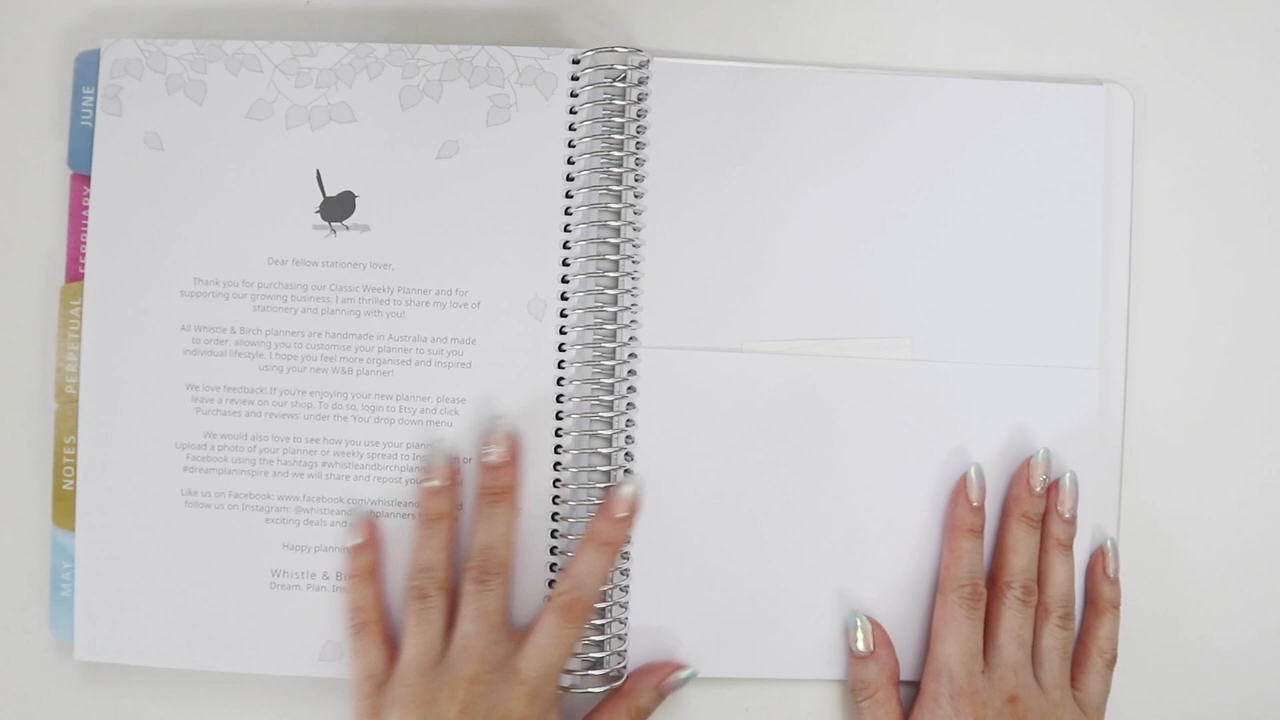 JUNE
FEBRUARY
PERPETUAL
NOTES
MAY
Dear fellow stationery lover,
Thank you for purchasing our Classic Weekly Planner and for
supporting our growing business. I am thrilled to share my love of
stationery and planning with you!
All Whistle & Birch planners are handmade in Australia and made
to order, allowing you to customise your planner to suit you
individual lifestyle. I hope you feel more organised and inspired
using your new W&B planner!
We love feedback! If you're enjoying your new planner, please
leave a review on our shop. To do so, login to Etsy and click
'Purchases and reviews' under the 'You' drop down menu.
We would also love to see how you use your
Upload a photo of your planner or weekly spread to or
Facebook using the hashtags
#dreamplaninspire and we will share and repost
Like us on Facebook:
follow us on Instagram:
exciting deals and
Happy
Whistle &
Dream. Plan.